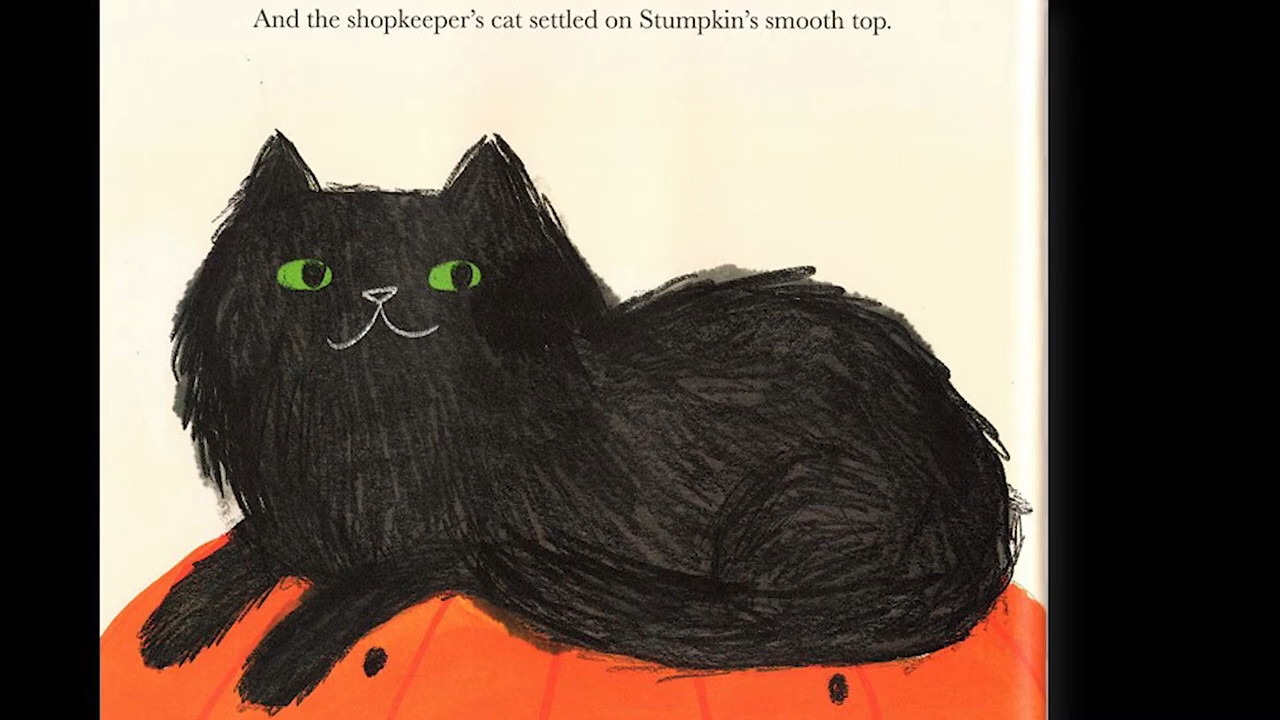 And the shopkeeper’s cat settled on Stumpkin’s smooth top.